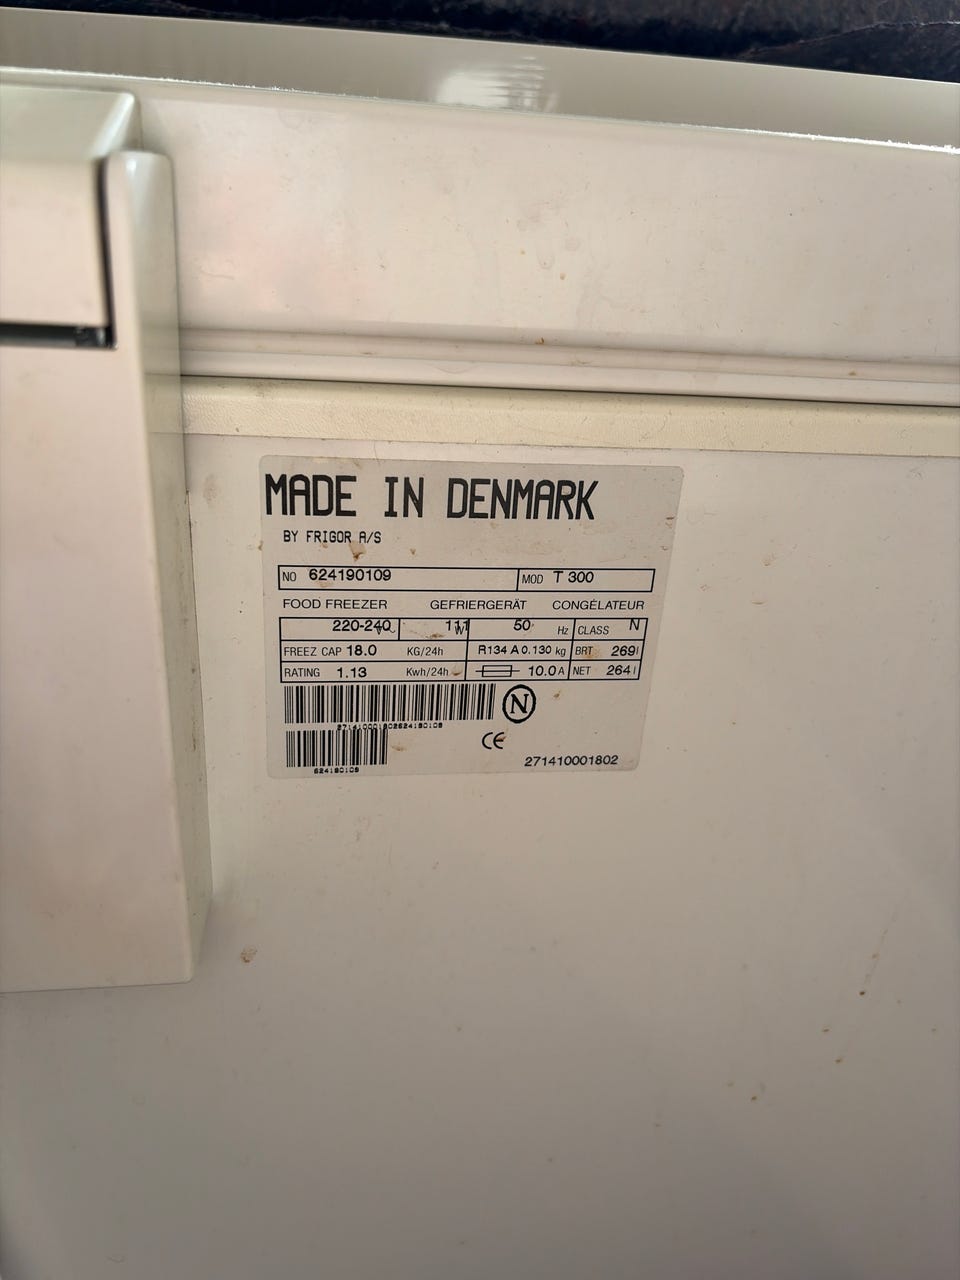 MADE IN DENMARK
BY FRIGOR A/S
NO 624190109 MOD T 300
FOOD FREEZER GEFRIERGERÄT CONGÉLATEUR
220-240 V~ 111 W 50 Hz CLASS N
FREEZ CAP 18.0 KG/24h R134 A 0.130 kg BRT 269 l
RATING 1.13 Kwh/24h 10.0 A NET 264 l
N
271410001802624190109
CE
624190109
271410001802